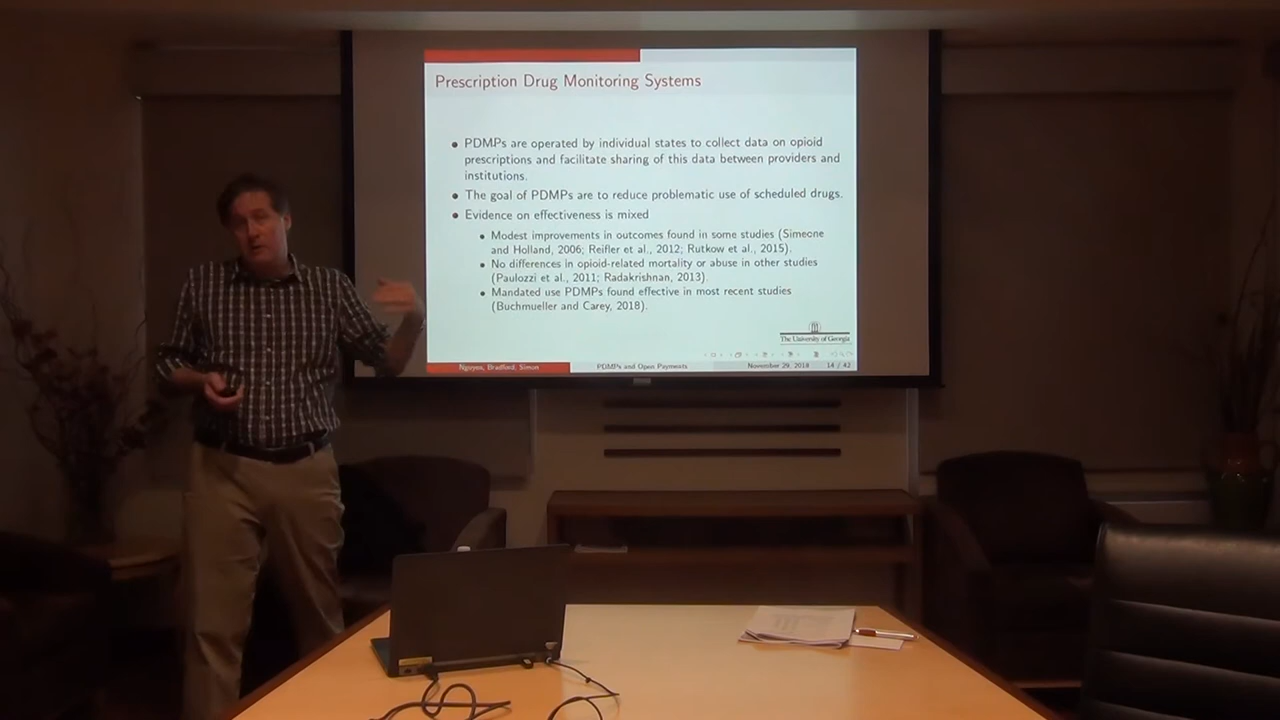 Prescription Drug Monitoring Systems
PDMPs are operated by individual states to collect data on opioid
prescriptions and facilitate sharing of this data between providers and
institutions.
The goal of PDMPs are to reduce problematic use of scheduled drugs.
Evidence on effectiveness is mixed
Modest improvements in outcomes found in some studies (Simeone
and Holland, 2006; Reifler et al., 2012; Rutkow et al., 2015).
No differences in opioid-related mortality or abuse in other studies
(Paulozzi et al., 2011; Radakrishnan, 2013).
Mandated use PDMPs found effective in most recent studies
(Buchmueller and Carey, 2018).
The University of Georgia
Nguyen, Bradford, Simon
PDMPs and Open Payments
November 29, 2018
14 / 42